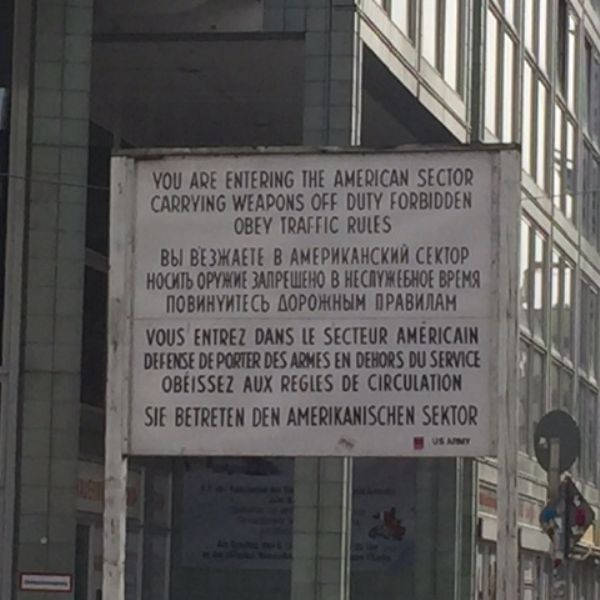 YOU ARE ENTERING THE AMERICAN SECTOR
CARRYING WEAPONS OFF DUTY FORBIDDEN
OBEY TRAFFIC RULES
ВЫ ВЪЕЗЖАЕТЕ В АМЕРИКАНСКИЙ СЕКТОР
НОСИТЬ ОРУЖИЕ ЗАПРЕЩЕНО В НЕСЛУЖЕБНОЕ ВРЕМЯ
ПОВИНУИТЕСЬ ДОРОЖНЫМ ПРАВИЛАМ
VOUS ENTREZ DANS LE SECTEUR AMÉRICAIN
DEFENSE DE PORTER DES ARMES EN DEHORS DU SERVICE
OBÉISSEZ AUX REGLES DE CIRCULATION
SIE BETRETEN DEN AMERIKANISCHEN SEKTOR
US ARMY